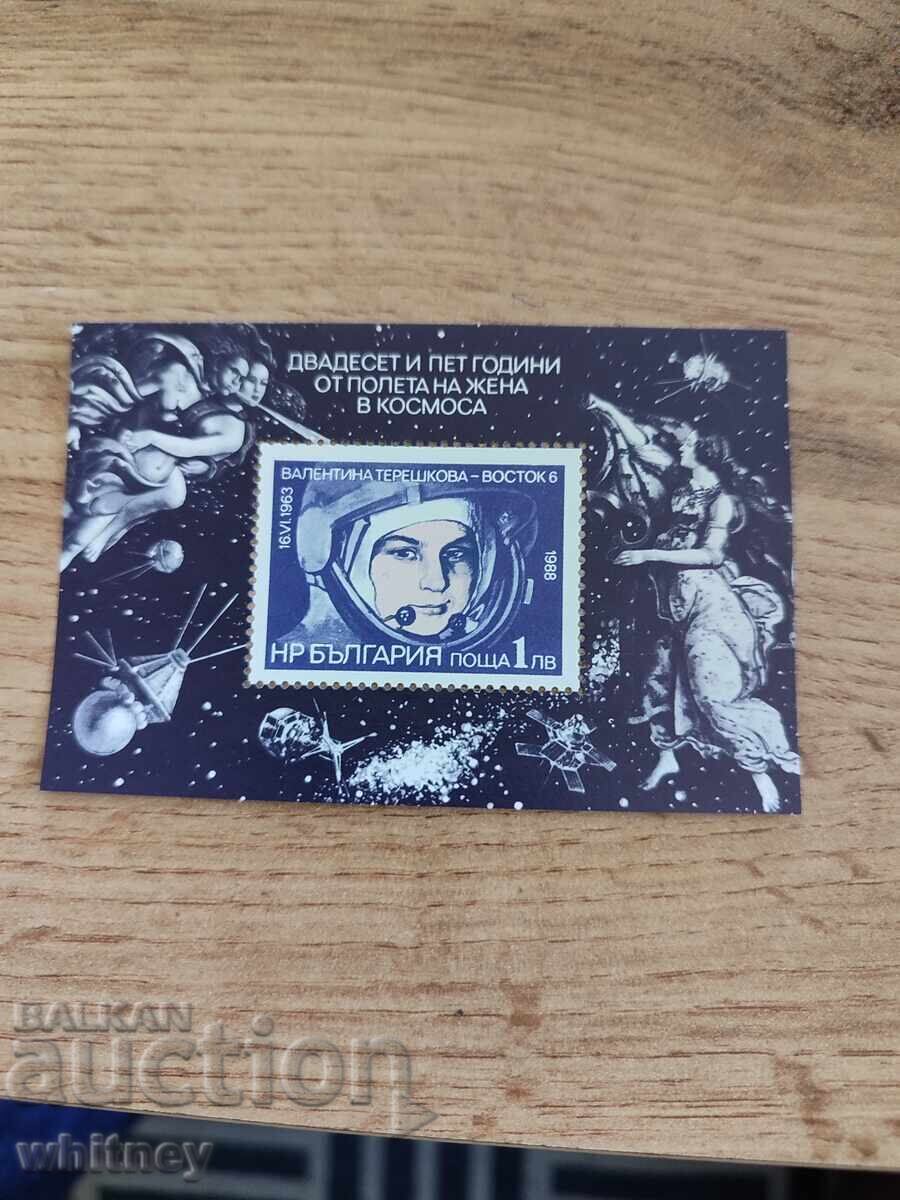 ДВАДЕСЕТ И ПЕТ ГОДИНИ
ОТ ПОЛЕТА НА ЖЕНА
В КОСМОСА
ВАЛЕНТИНА ТЕРЕШКОВА – ВОСТОК 6
16.VI.1963
1988
НР БЪЛГАРИЯ ПОЩА 1 ЛВ
BALKAN
auction
whitney